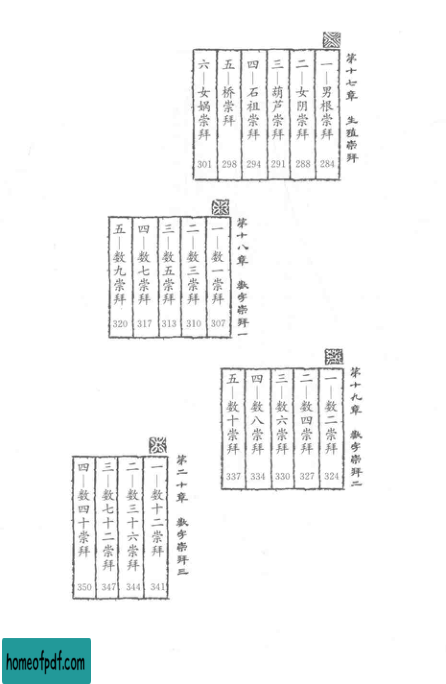 第十七章 生殖崇拜
一—男根崇拜 284
二—女阴崇拜 288
三—葫芦崇拜 291
四—石祖崇拜 294
五—桥崇拜 298
六—女娲崇拜 301
第十八章 数字崇拜一
一—数一崇拜 307
二—数三崇拜 310
三—数五崇拜 313
四—数七崇拜 317
五—数九崇拜 320
第十九章 数字崇拜二
一—数二崇拜 324
二—数四崇拜 327
三—数六崇拜 330
四—数八崇拜 334
五—数十崇拜 337
第二十章 数字崇拜三
一—数十二崇拜 341
二—数三十六崇拜 344
三—数七十二崇拜 347
四—数四十崇拜 350
homeofpdf.com